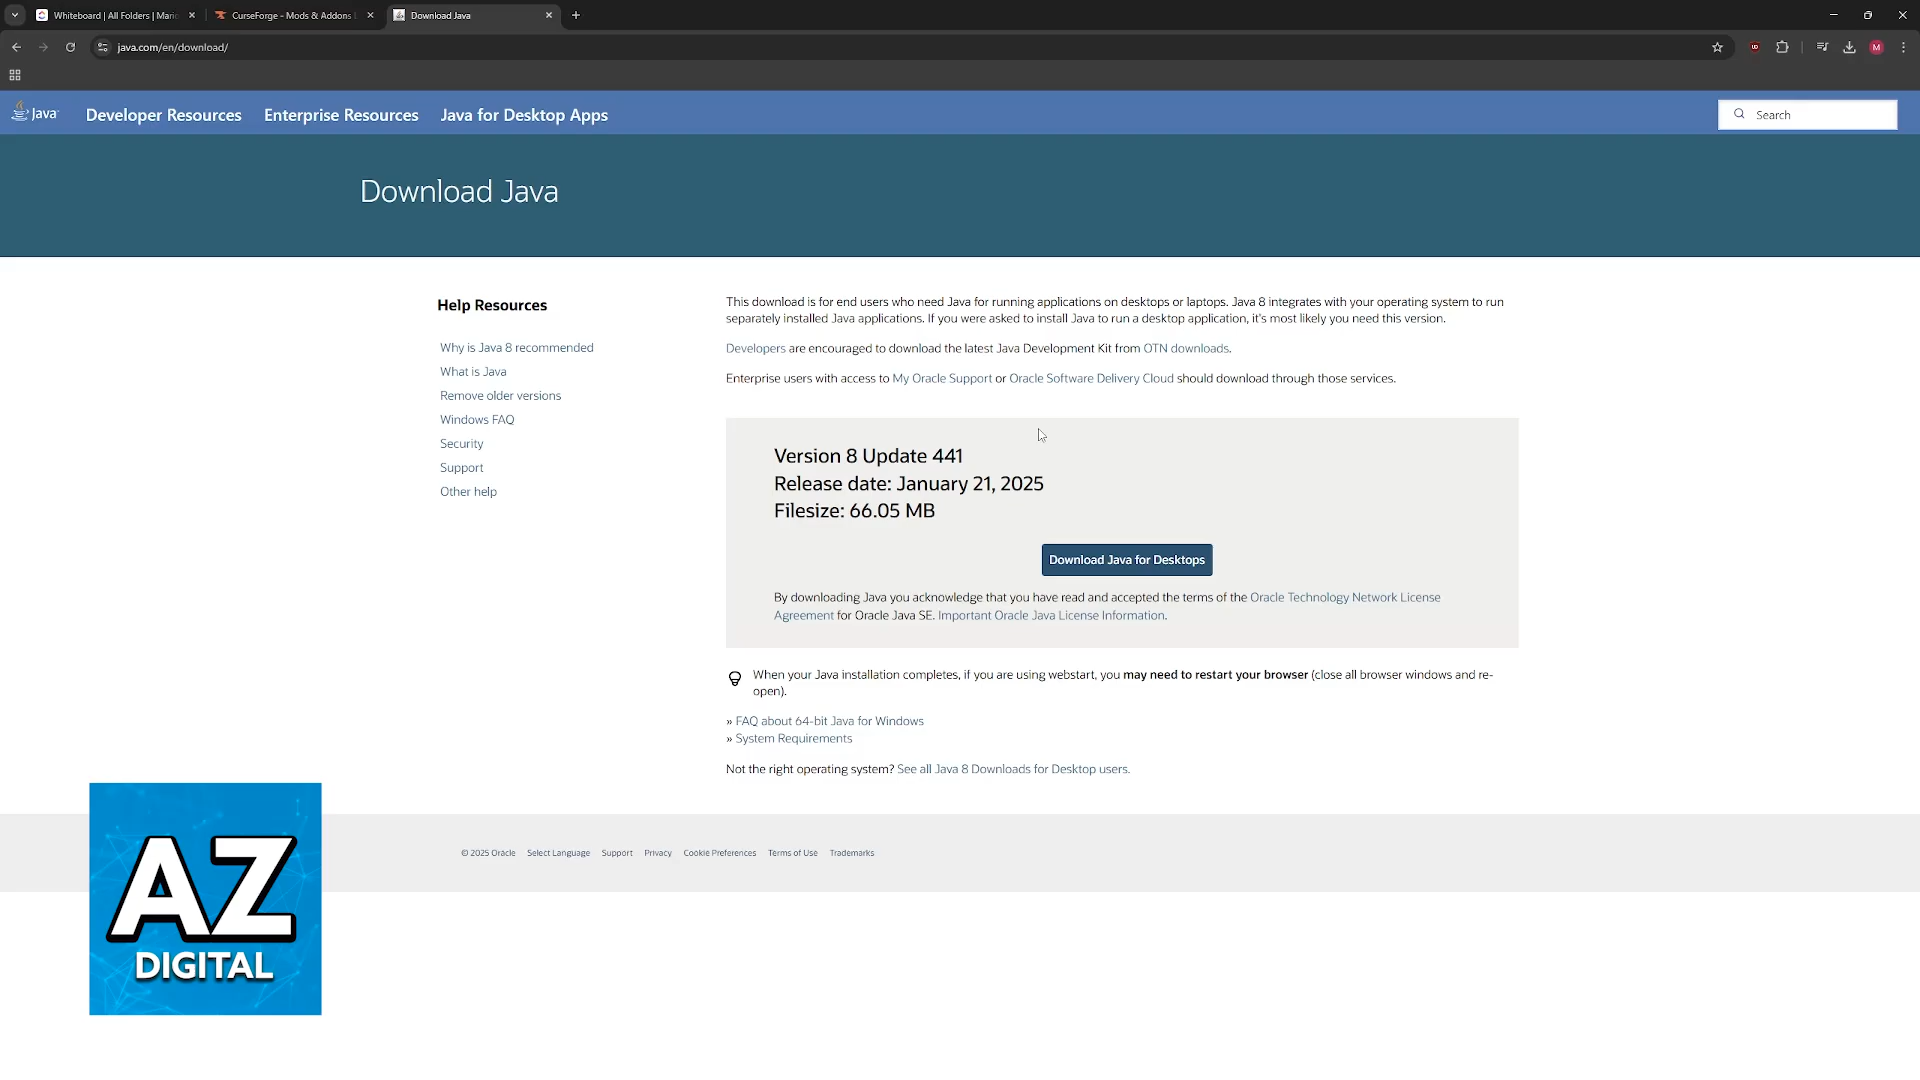 Whiteboard | All Folders | Mario
CurseForge - Mods & Addons
Download Java
java.com/en/download/
UO
M
Java
Developer Resources
Enterprise Resources
Java for Desktop Apps
Search
Download Java
Help Resources
Why is Java 8 recommended
What is Java
Remove older versions
Windows FAQ
Security
Support
Other help
This download is for end users who need Java for running applications on desktops or laptops. Java 8 integrates with your operating system to run
separately installed Java applications. If you were asked to install Java to run a desktop application, it's most likely you need this version.
Developers are encouraged to download the latest Java Development Kit from OTN downloads.
Enterprise users with access to My Oracle Support or Oracle Software Delivery Cloud should download through those services.
Version 8 Update 441
Release date: January 21, 2025
Filesize: 66.05 MB
Download Java for Desktops
By downloading Java you acknowledge that you have read and accepted the terms of the Oracle Technology Network License
Agreement for Oracle Java SE. Important Oracle Java License Information.
When your Java installation completes, if you are using webstart, you may need to restart your browser (close all browser windows and re-
open).
» FAQ about 64-bit Java for Windows
» System Requirements
Not the right operating system? See all Java 8 Downloads for Desktop users.
© 2025 Oracle
Select Language
Support
Privacy
Cookie Preferences
Terms of Use
Trademarks
AZ
DIGITAL